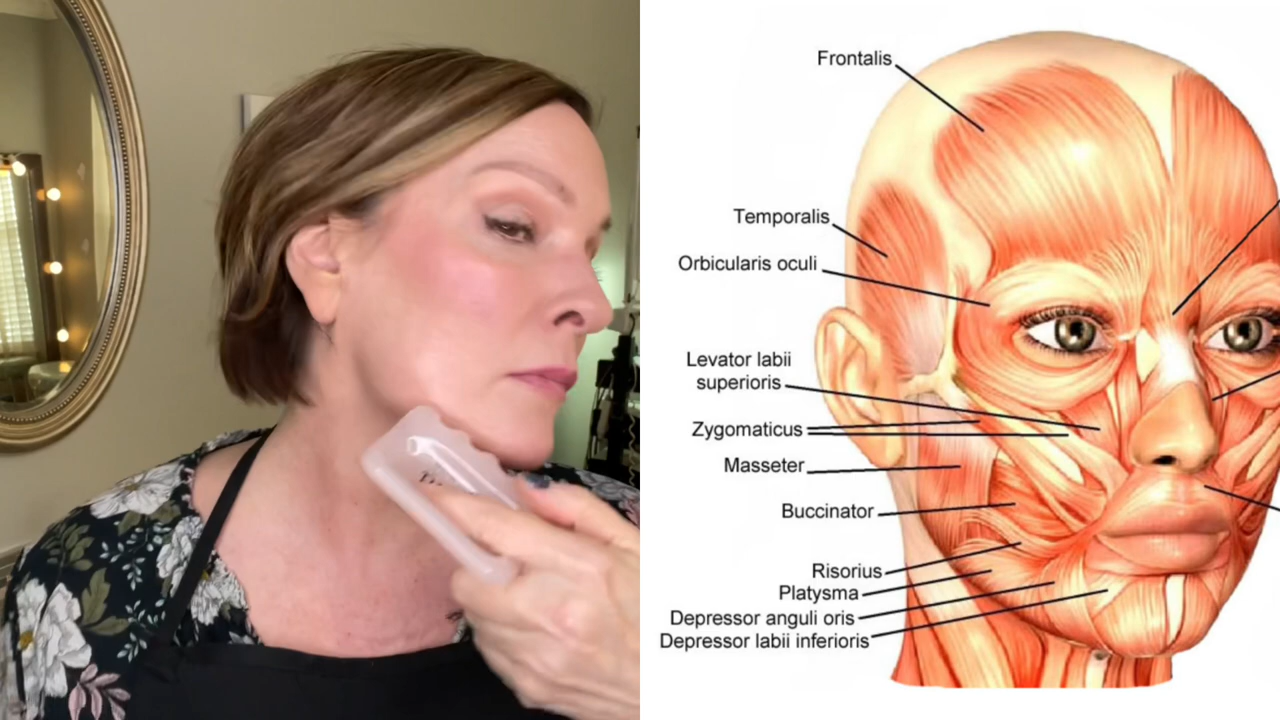 Frontalis
Temporalis
Orbicularis oculi
Levator labii
superioris
Zygomaticus
Masseter
Buccinator
Risorius
Platysma
Depressor anguli oris
Depressor labii inferioris